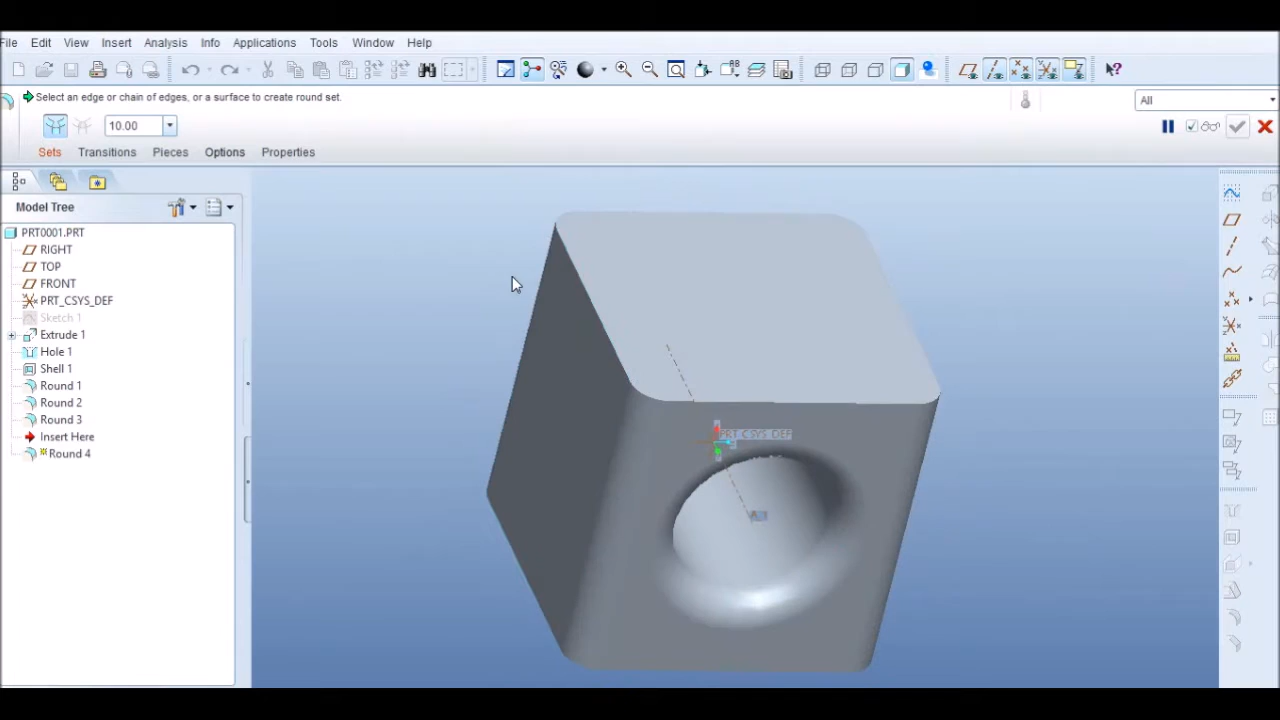 File Edit View Insert Analysis Info Applications Tools Window Help
Select an edge or chain of edges, or a surface to create round set.
All
10.00
Sets Transitions Pieces Options Properties
Model Tree
PRT0001.PRT
RIGHT
TOP
FRONT
PRT_CSYS_DEF
Sketch 1
Extrude 1
Hole 1
Shell 1
Round 1
Round 2
Round 3
Insert Here
Round 4
PRT_CSYS_DEF